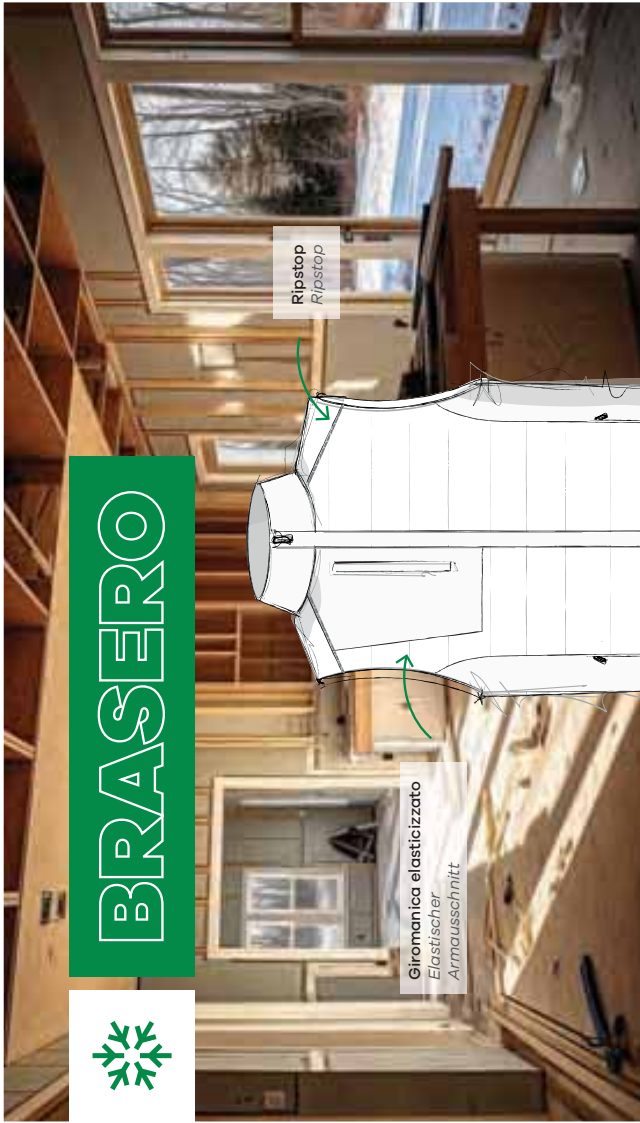 BRASERO
Ripstop
Ripstop
Giromanica elasticizzato
Elastischer
Armausschnitt